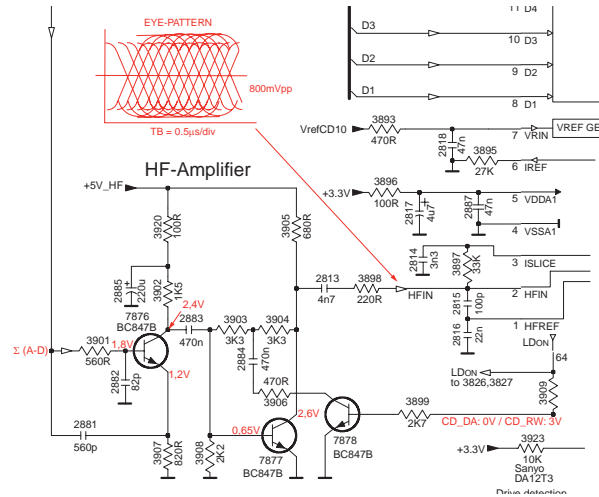 EYE-PATTERN
800mVpp
TB = 0.5µs/div
11 D4
D3
10 D3
D2
9 D2
D1
8 D1
VrefCD10
3893
470R
2818
47n
7 VRIN
VREF GE
3895
27K
6 IREF
HF-Amplifier
+5V_HF
+3.3V
3896
100R
5 VDDA1
2817
4u7
2887
47n
4 VSSA1
3920
100R
3905
680R
2814
3n3
3897
33K
3 ISLICE
2885
220u
3902
1K5
2813
4n7
3898
220R
HFIN
2 HFIN
2815
100p
2,4V
7876
BC847B
2883
470n
3903
3K3
3904
3K3
2816
22n
1 HFREF
LDON
64
Σ (A-D)
3901
560R
1,8V
2884
470n
2882
82p
1,2V
470R
3906
LDON
to 3826,3827
3909
2881
560p
0.65V
2,6V
3899
2K7
CD_DA: 0V / CD_RW: 3V
3907
820R
3908
2K2
7877
BC847B
7878
BC847B
+3.3V
3923
10K
Sanyo
DA12T3
Drive detection